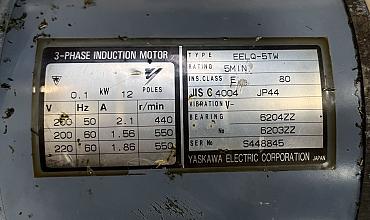 3-PHASE INDUCTION MOTOR
0.1 kW 12 POLES
V Hz A r/min
200 50 2.1 440
200 60 1.56 550
220 60 1.86 550
TYPE EELQ-5TW
RATING 5MIN.
INS.CLASS E 80
JIS C 4004 JP44
VIBRATION V-
BEARING 6204ZZ
No 6203ZZ
SER No S448845
YASKAWA ELECTRIC CORPORATION JAPAN